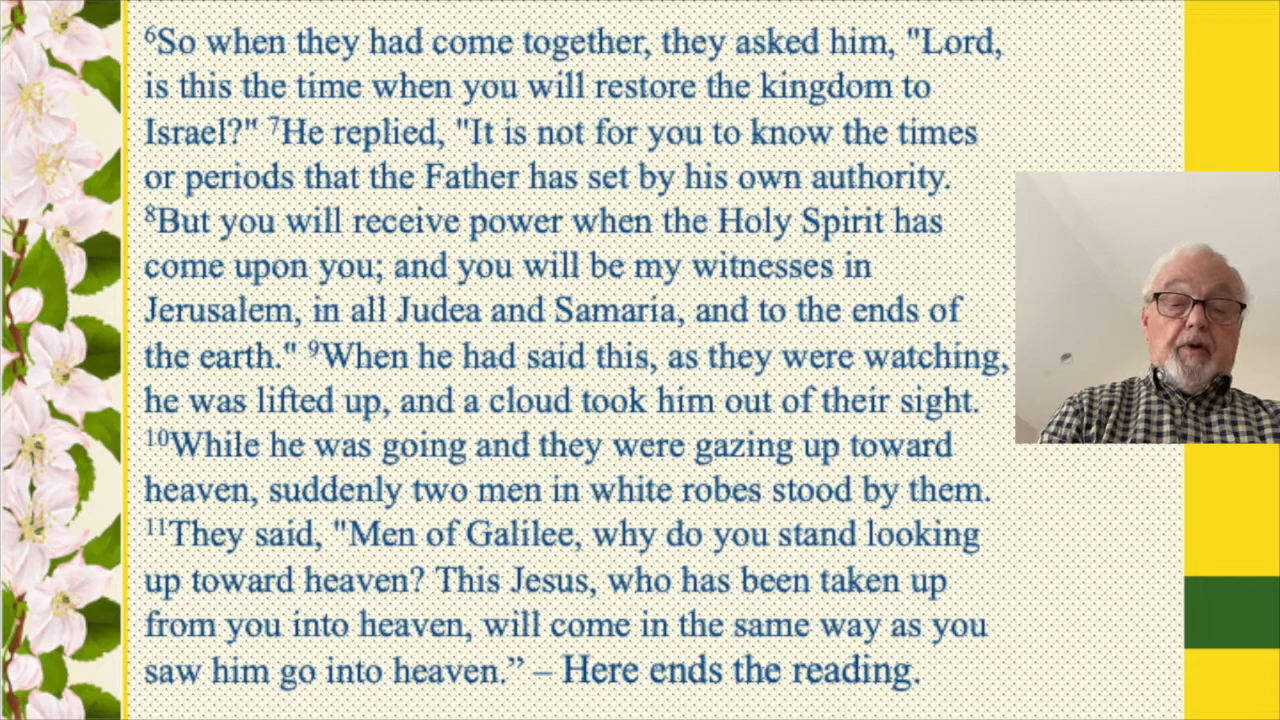 ⁶So when they had come together, they asked him, "Lord,
is this the time when you will restore the kingdom to
Israel?" ⁷He replied, "It is not for you to know the times
or periods that the Father has set by his own authority.
⁸But you will receive power when the Holy Spirit has
come upon you; and you will be my witnesses in
Jerusalem, in all Judea and Samaria, and to the ends of
the earth." ⁹When he had said this, as they were watching,
he was lifted up, and a cloud took him out of their sight.
¹⁰While he was going and they were gazing up toward
heaven, suddenly two men in white robes stood by them.
¹¹They said, "Men of Galilee, why do you stand looking
up toward heaven? This Jesus, who has been taken up
from you into heaven, will come in the same way as you
saw him go into heaven.” – Here ends the reading.